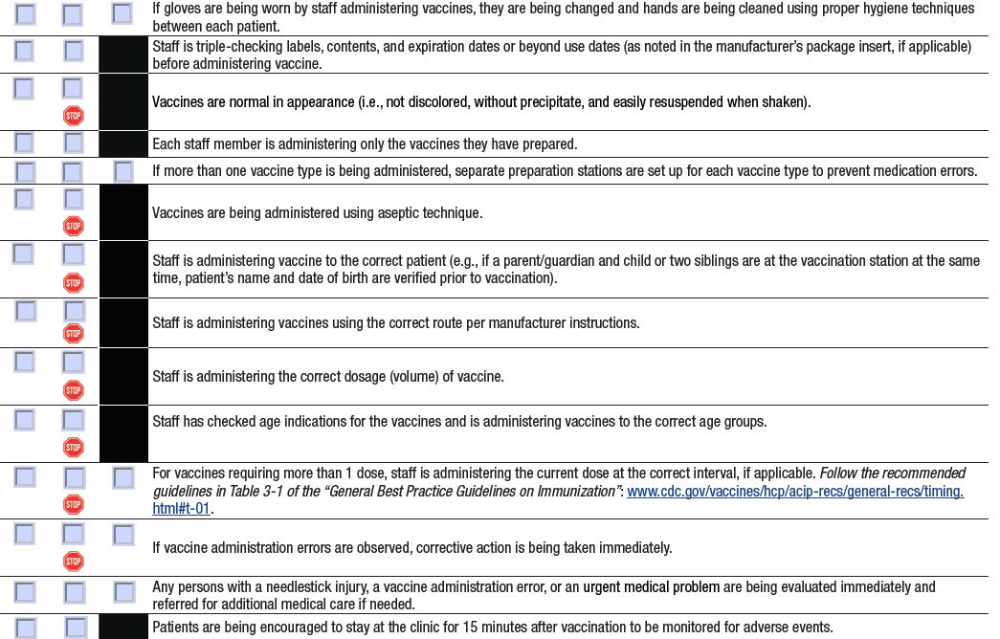 If gloves are being worn by staff administering vaccines, they are being changed and hands are being cleaned using proper hygiene techniques
between each patient.
Staff is triple-checking labels, contents, and expiration dates or beyond use dates (as noted in the manufacturer's package insert, if applicable)
before administering vaccine.
Vaccines are normal in appearance (i.e., not discolored, without precipitate, and easily resuspended when shaken).
STOP
Each staff member is administering only the vaccines they have prepared.
If more than one vaccine type is being administered, separate preparation stations are set up for each vaccine type to prevent medication errors.
Vaccines are being administered using aseptic technique.
STOP
Staff is administering vaccine to the correct patient (e.g., if a parent/guardian and child or two siblings are at the vaccination station at the same
time, patient's name and date of birth are verified prior to vaccination).
STOP
Staff is administering vaccines using the correct route per manufacturer instructions.
STOP
Staff is administering the correct dosage (volume) of vaccine.
STOP
Staff has checked age indications for the vaccines and is administering vaccines to the correct age groups.
STOP
For vaccines requiring more than 1 dose, staff is administering the current dose at the correct interval, if applicable. Follow the recommended
guidelines in Table 3-1 of the “General Best Practice Guidelines on Immunization”: www.cdc.gov/vaccines/hcp/acip-recs/general-recs/timing.
html#t-01.
STOP
If vaccine administration errors are observed, corrective action is being taken immediately.
STOP
Any persons with a needlestick injury, a vaccine administration error, or an urgent medical problem are being evaluated immediately and
referred for additional medical care if needed.
Patients are being encouraged to stay at the clinic for 15 minutes after vaccination to be monitored for adverse events.